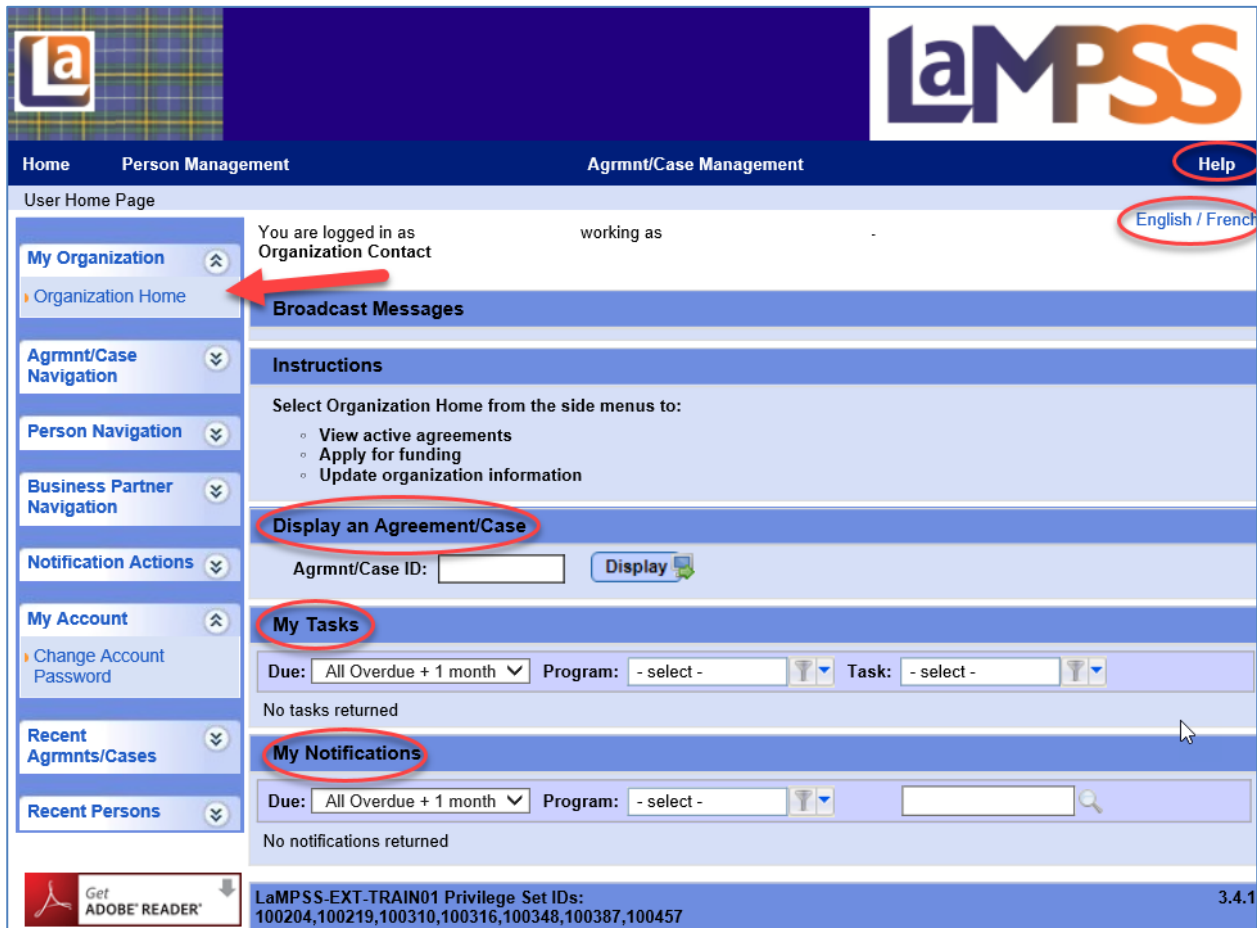 la
LaMPSS
Home Person Management Agrmnt/Case Management Help
User Home Page
English / French
You are logged in as working as -
Organization Contact
My Organization
Organization Home
Agrmnt/Case
Navigation
Person Navigation
Business Partner
Navigation
Notification Actions
My Account
Change Account
Password
Recent
Agrmnts/Cases
Recent Persons
Get
ADOBE® READER®
Broadcast Messages
Instructions
Select Organization Home from the side menus to:
◦ View active agreements
◦ Apply for funding
◦ Update organization information
Display an Agreement/Case
Agrmnt/Case ID: Display
My Tasks
Due: All Overdue + 1 month Program: - select - Task: - select -
No tasks returned
My Notifications
Due: All Overdue + 1 month Program: - select -
No notifications returned
LaMPSS-EXT-TRAIN01 Privilege Set IDs: 3.4.1
100204,100219,100310,100316,100348,100387,100457